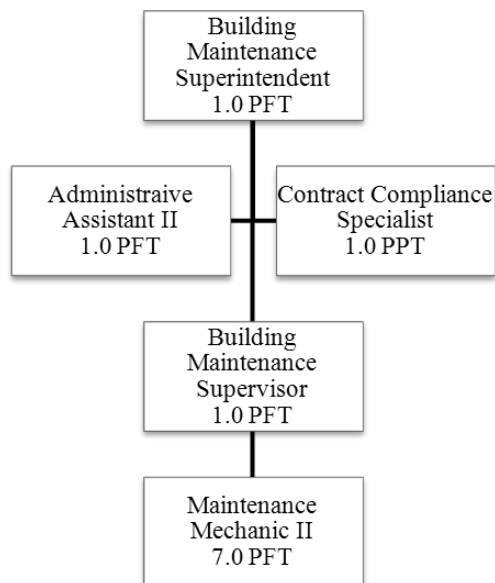 Building
Maintenance
Superintendent
1.0 PFT
Administraive
Assistant II
1.0 PFT
Contract Compliance
Specialist
1.0 PPT
Building
Maintenance
Supervisor
1.0 PFT
Maintenance
Mechanic II
7.0 PFT